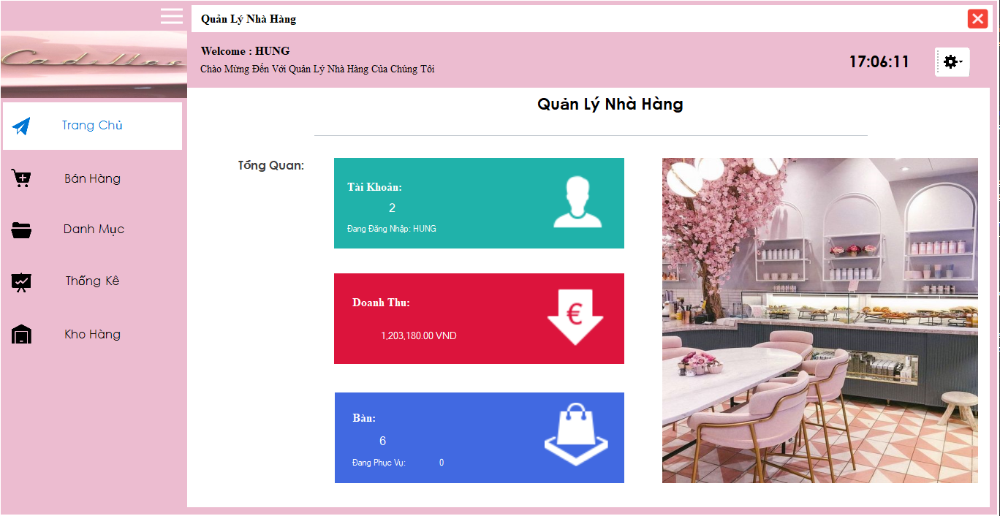 Quản Lý Nhà Hàng
Welcome : HUNG
Chào Mừng Đến Với Quản Lý Nhà Hàng Của Chúng Tôi
17:06:11
Cadillac
Trang Chủ
Bán Hàng
Danh Mục
Thống Kê
Kho Hàng
Quản Lý Nhà Hàng
Tổng Quan:
Tài Khoản:
2
Đang Đăng Nhập: HUNG
Doanh Thu:
1,203,180.00 VND
€
Bàn:
6
Đang Phục Vụ: 0